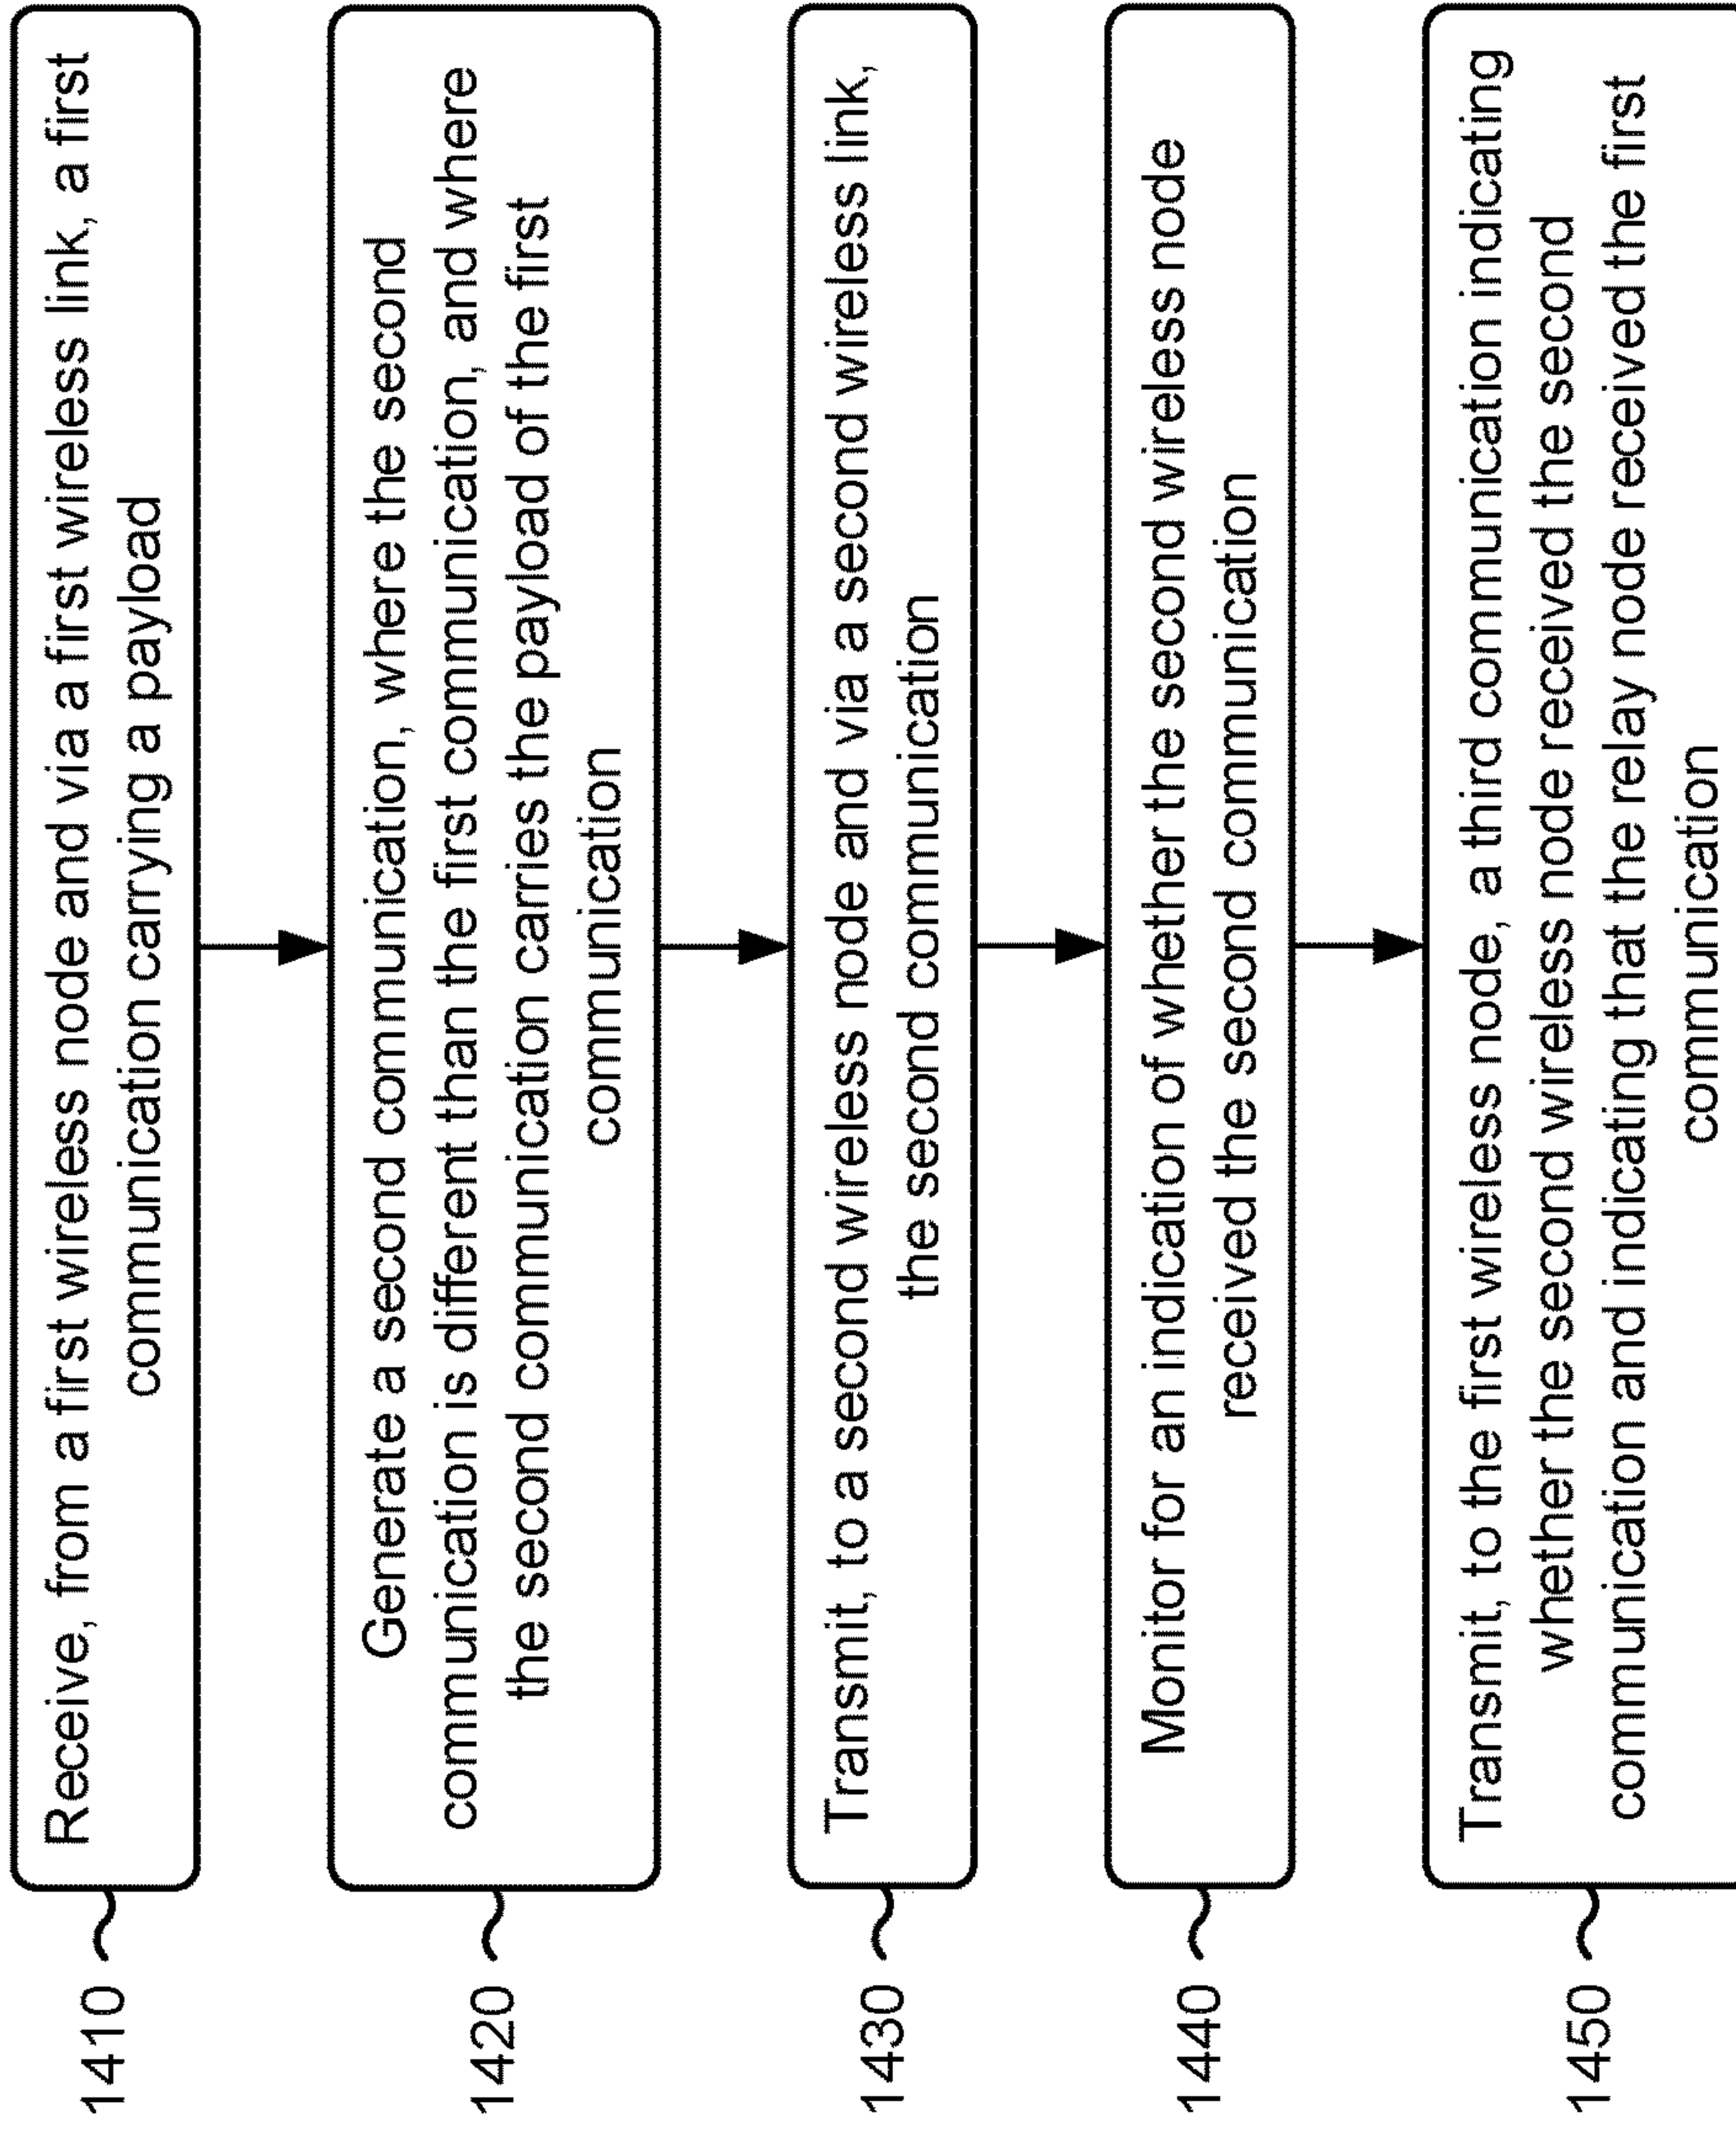 1410
Receive, from a first wireless node and via a first wireless link, a first
communication carrying a payload
1420
Generate a second communication, where the second
communication is different than the first communication, and where
the second communication carries the payload of the first
communication
1430
Transmit, to a second wireless node and via a second wireless link,
the second communication
1440
Monitor for an indication of whether the second wireless node
received the second communication
1450
Transmit, to the first wireless node, a third communication indicating
whether the second wireless node received the second
communication and indicating that the relay node received the first
communication